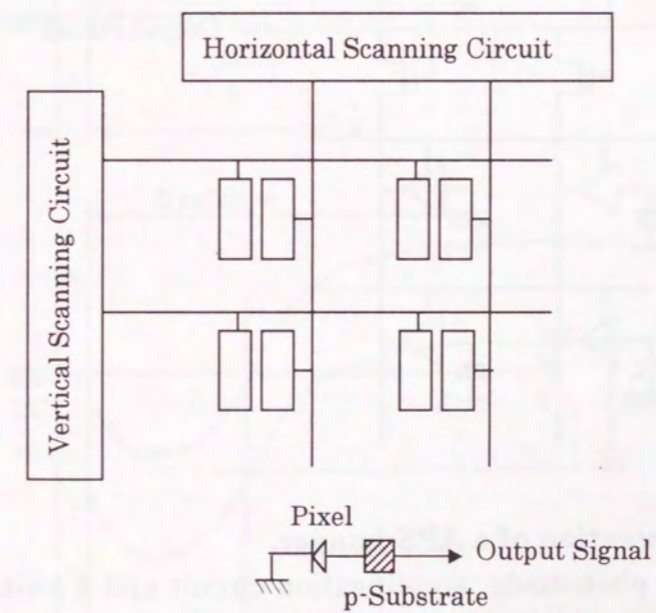 Horizontal Scanning Circuit
Vertical Scanning Circuit
Pixel
Output Signal
p-Substrate